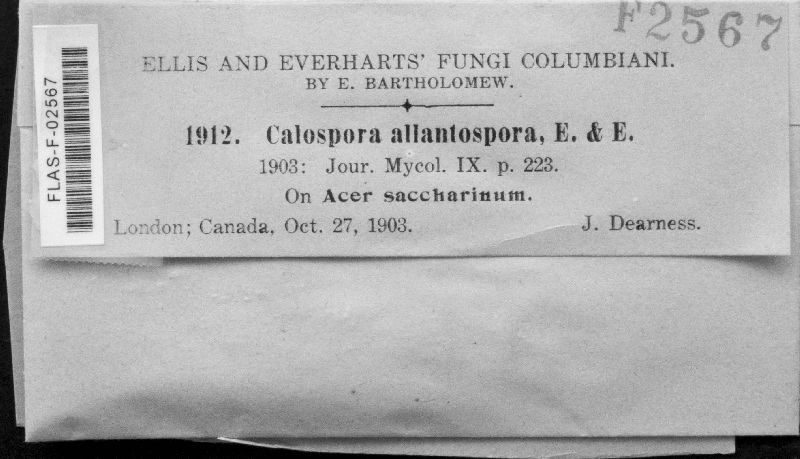 F2567
FLAS-F-02567
ELLIS AND EVERHARTS' FUNGI COLUMBIANI.
BY E. BARTHOLOMEW.
1912. Calospora allantospora, E. & E.
1903: Jour. Mycol. IX. p. 223.
On Acer saccharinum.
London; Canada, Oct. 27, 1903. J. Dearness.